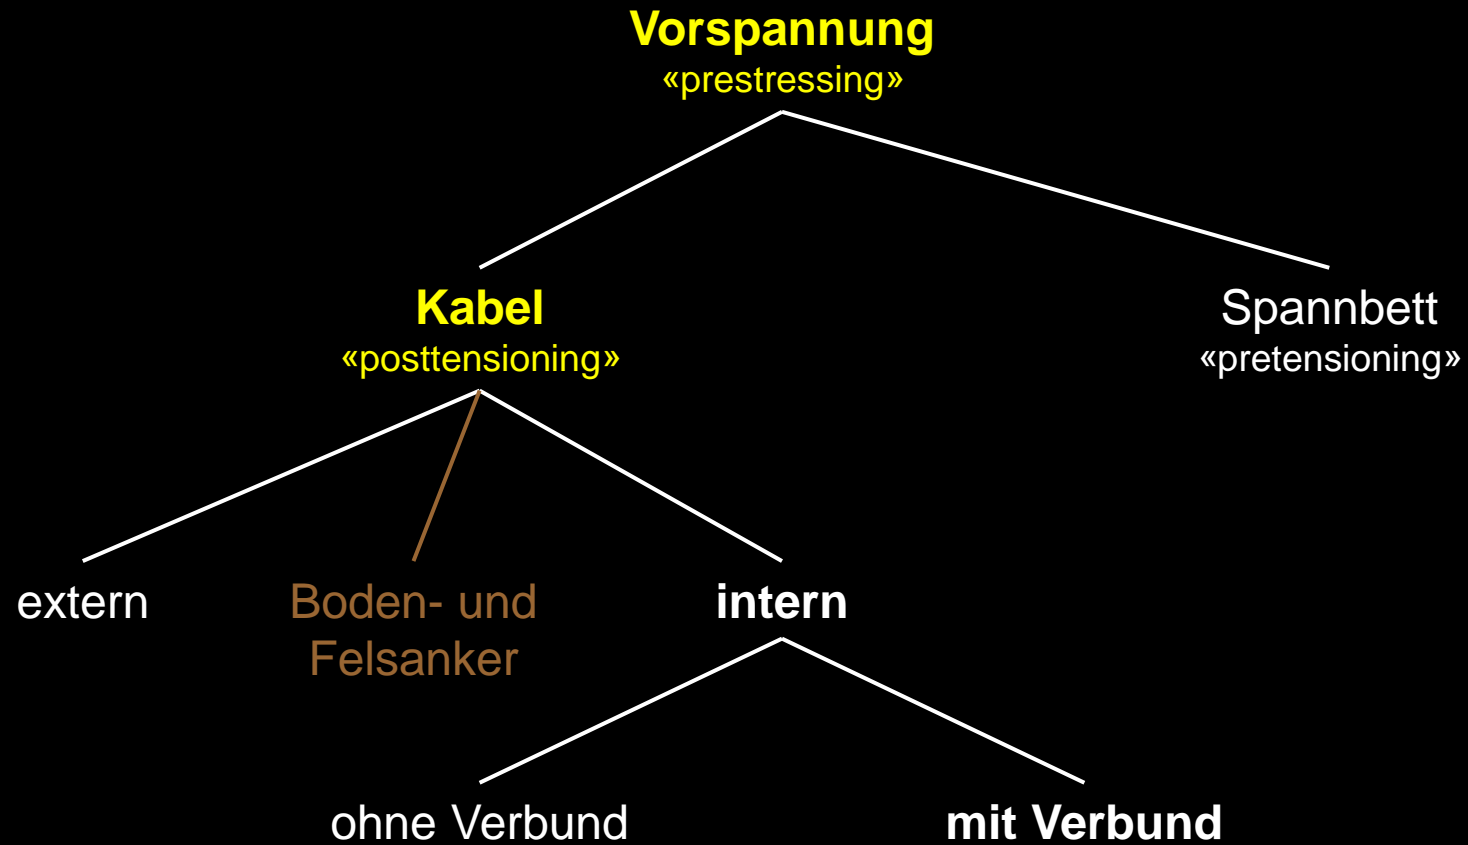 Vorspannung
«prestressing»
Kabel
«posttensioning»
Spannbett
«pretensioning»
extern
Boden- und
Felsanker
intern
ohne Verbund
mit Verbund